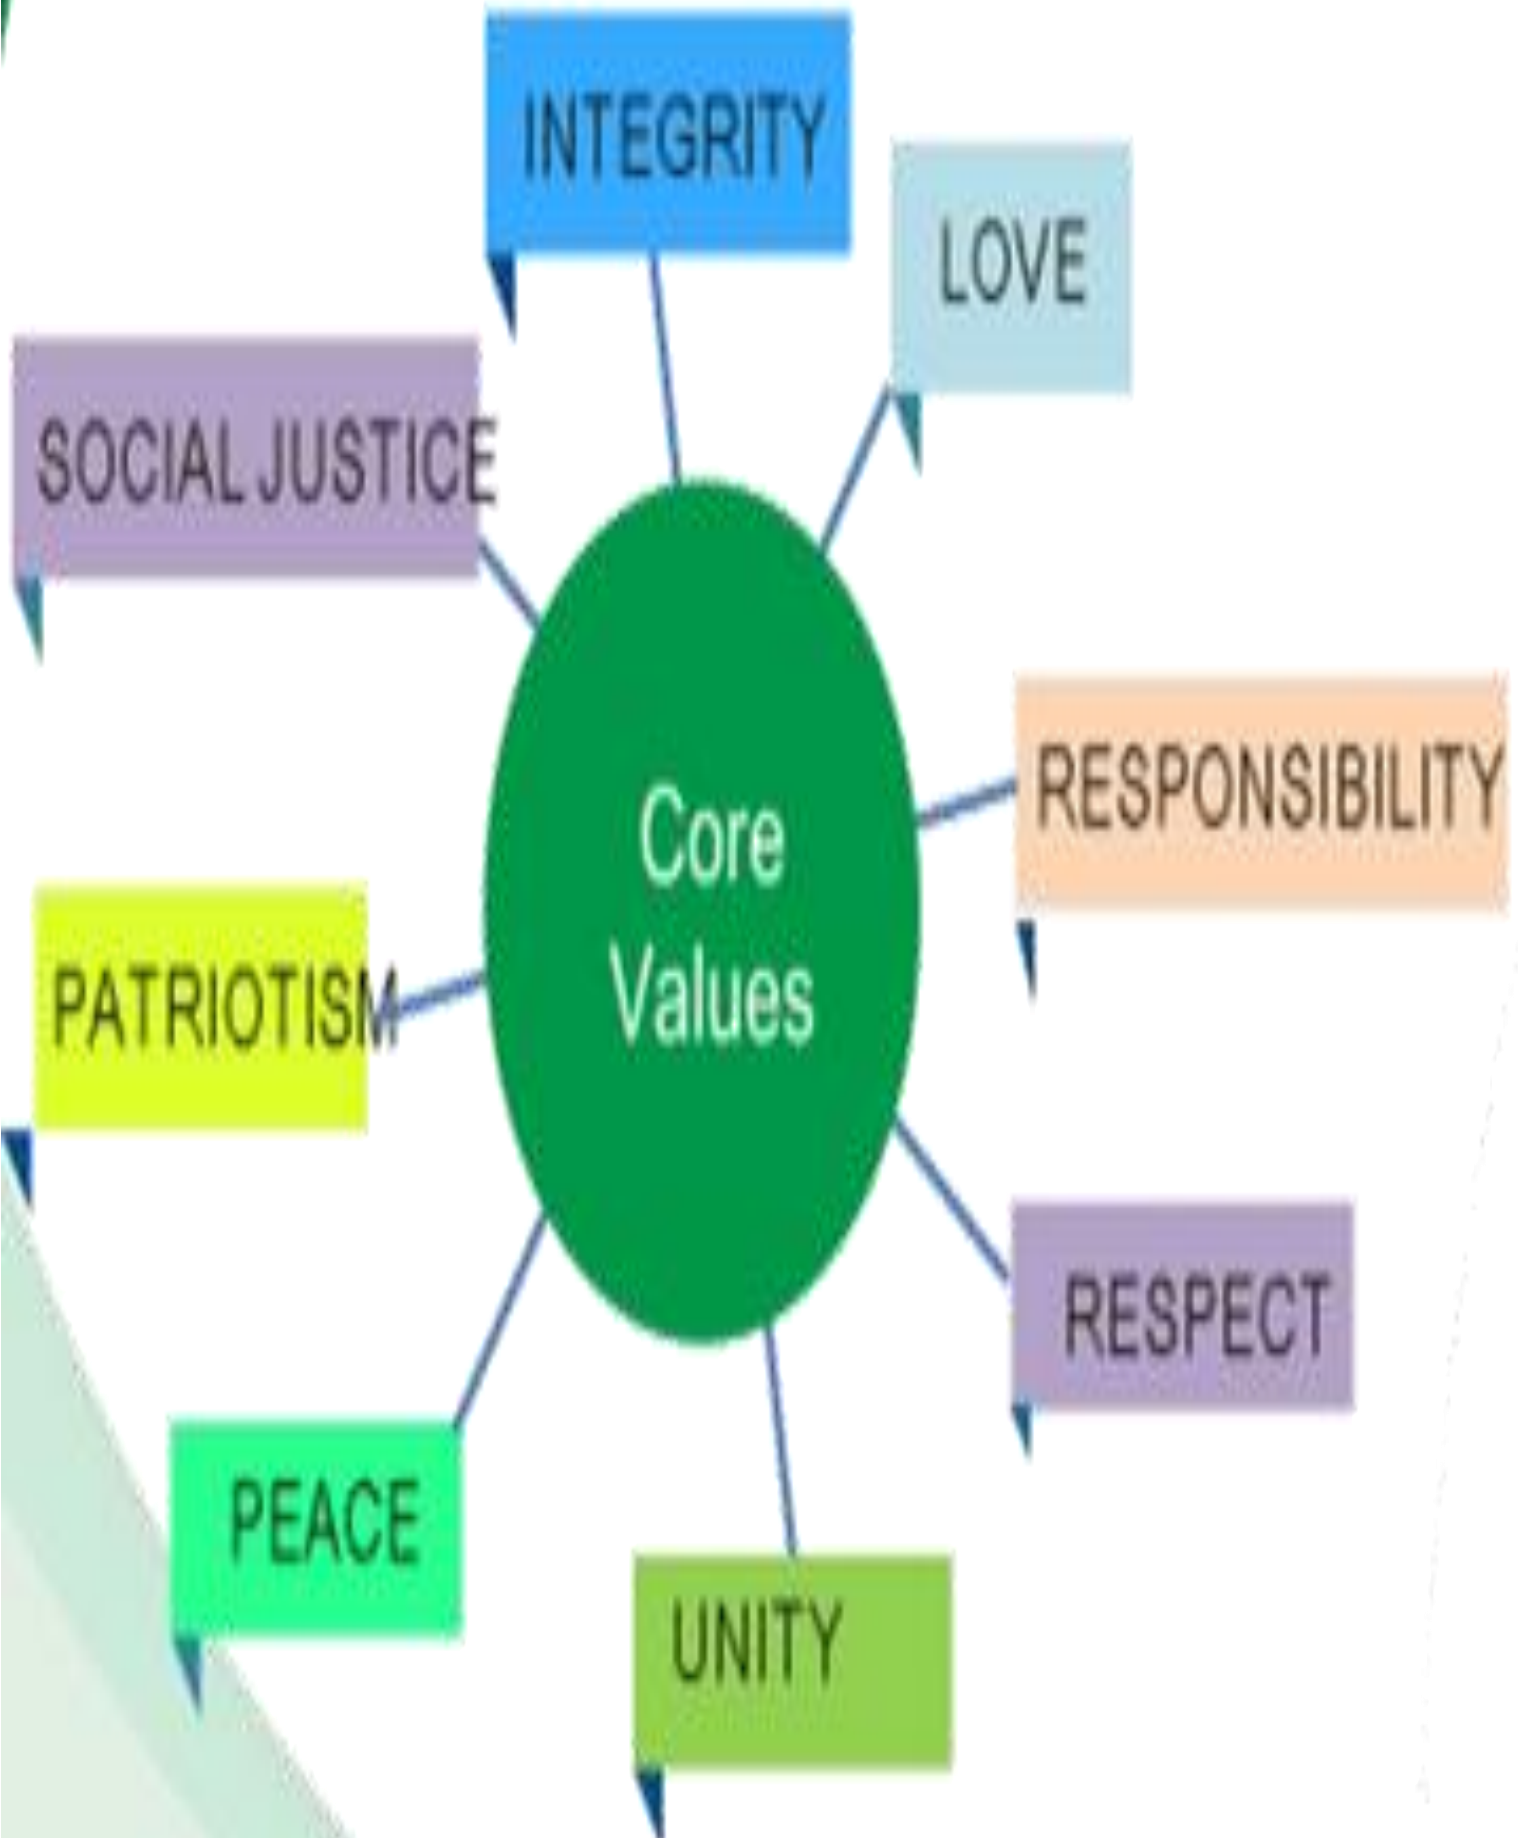 INTEGRITY
LOVE
SOCIAL JUSTICE
RESPONSIBILITY
Core
Values
PATRIOTISM
RESPECT
PEACE
UNITY